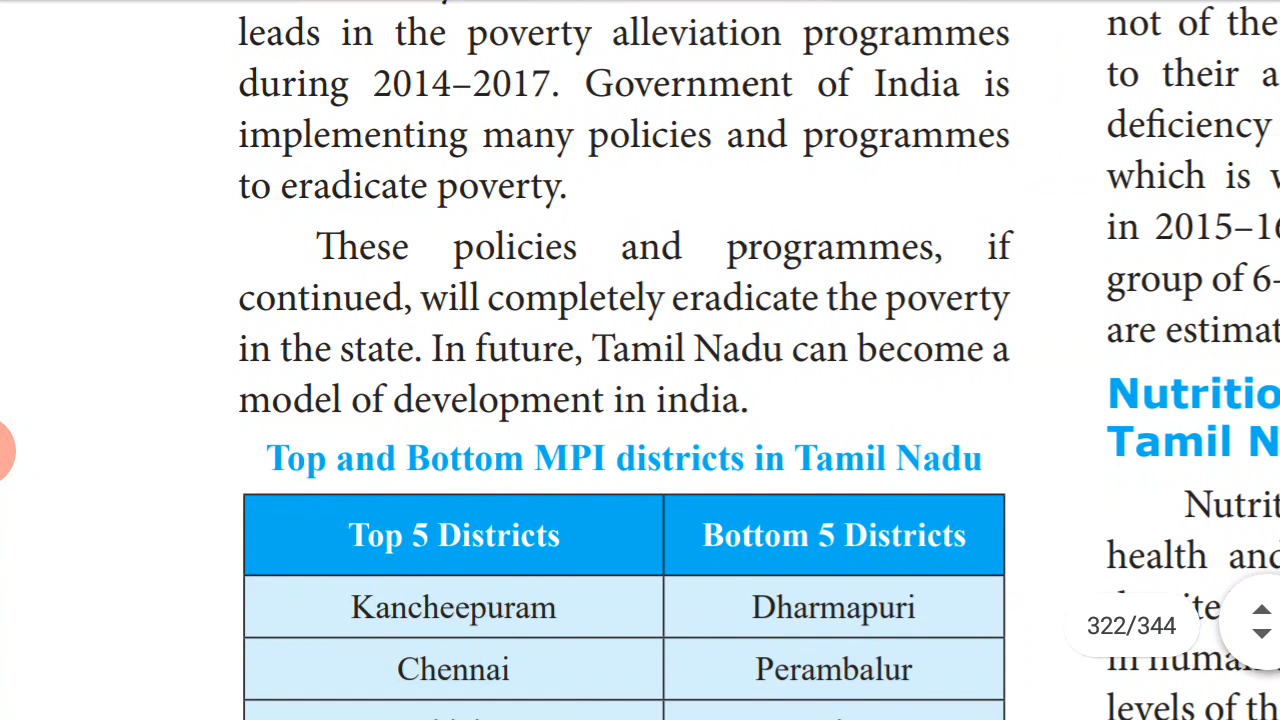 leads in the poverty alleviation programmes
during 2014–2017. Government of India is
implementing many policies and programmes
to eradicate poverty.
These policies and programmes, if
continued, will completely eradicate the poverty
in the state. In future, Tamil Nadu can become a
model of development in india.
Top and Bottom MPI districts in Tamil Nadu
Top 5 Districts Bottom 5 Districts
Kancheepuram Dharmapuri
Chennai Perambalur
not of the
to their a
deficiency
which is
in 2015–16
group of 6-
are estimat
Nutritio
Tamil N
Nutrit
health and
in human
levels of th
322/344